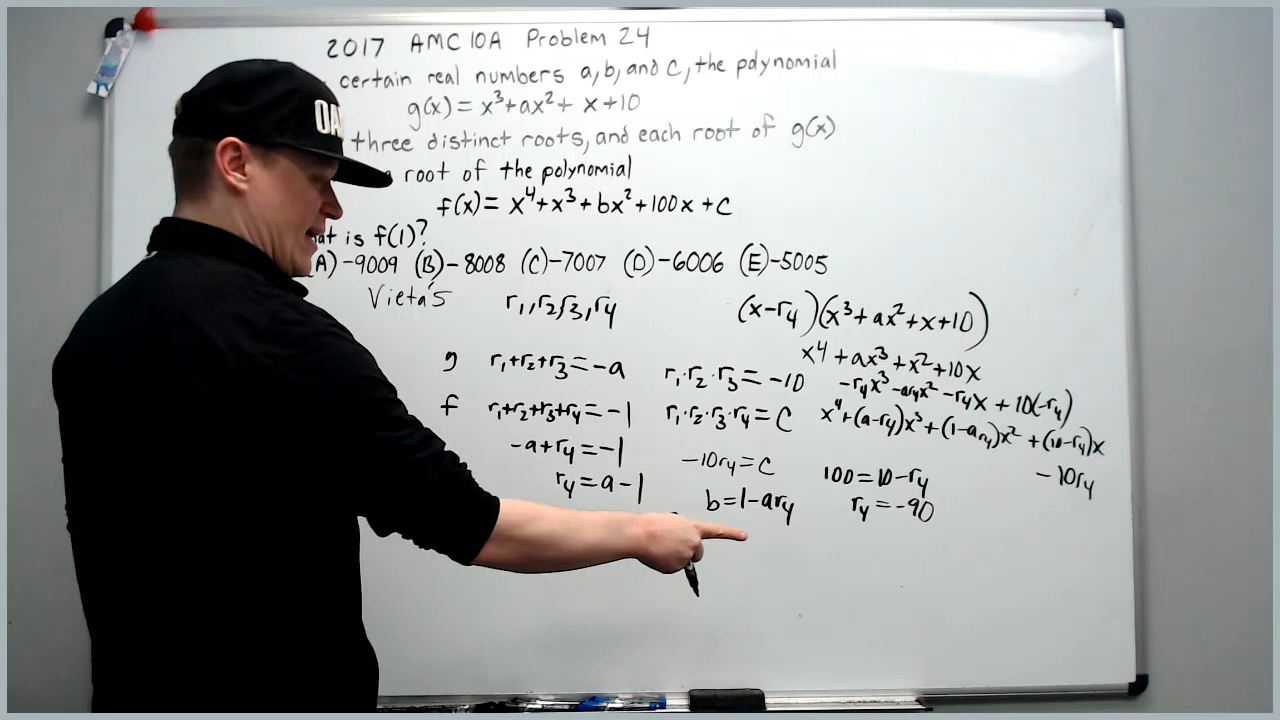 2017 AMC 10A Problem 24
certain real numbers a, b, and c, the polynomial
g(x) = x³+ax²+ x +10
three distinct roots, and each root of g(x)
root of the polynomial
f(x) = x⁴+x³+bx²+100x+c
is f(1)?
(A) -9009 (B) -8008 (C) -7007 (D) -6006 (E) -5005
Vieta's r₁, r₂, r₃, r₄ (x-r₄)(x³+ax²+x+10)
x⁴+ax³+x²+10x
g r₁+r₂+r₃=-a r₁·r₂·r₃=-10 -r₄x³-ar₄x²-r₄x+10(-r₄)
f r₁+r₂+r₃+r₄=-1 r₁·r₂·r₃·r₄=C x⁴+(a-r₄)x³+(1-ar₄)x²+(10-r₄)x
-a+r₄=-1 -10r₄=C 100=10-r₄ -10r₄
r₄=a-1 b=1-ar₄ r₄=-90